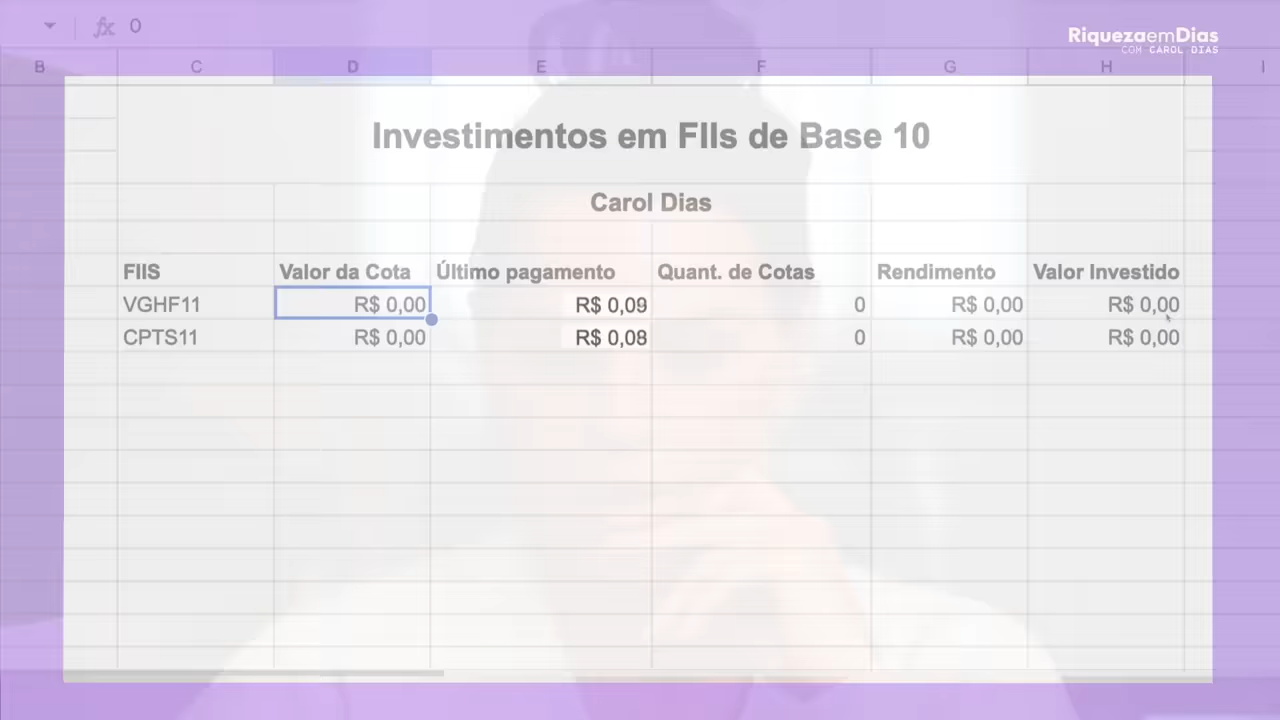 fx 0
RiquezaemDias
COM CAROL DIAS
B C D E F G H I
Investimentos em FIIs de Base 10
Carol Dias
FIIS Valor da Cota Último pagamento Quant. de Cotas Rendimento Valor Investido
VGHF11 R$ 0,00 R$ 0,09 0 R$ 0,00 R$ 0,00
CPTS11 R$ 0,00 R$ 0,08 0 R$ 0,00 R$ 0,00